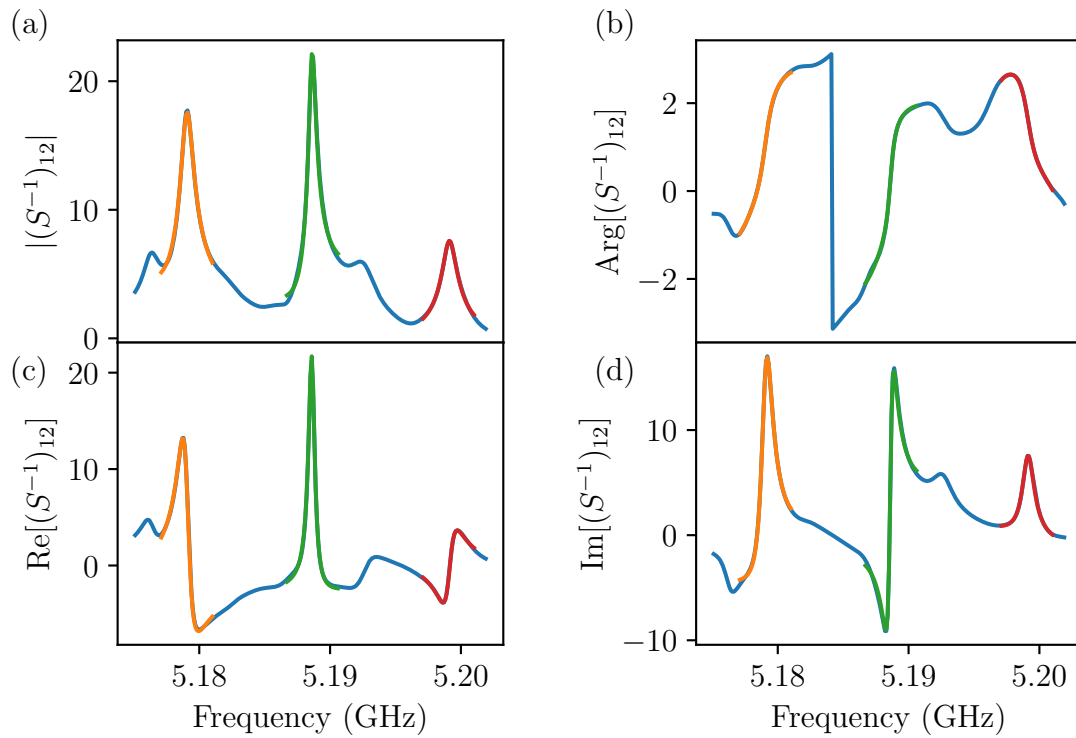 (a)
(b)
20
10
0
|(S⁻¹)₁₂|
2
0
−2
Arg[(S⁻¹)₁₂]
(c)
(d)
20
10
0
Re[(S⁻¹)₁₂]
10
0
−10
Im[(S⁻¹)₁₂]
5.18 5.19 5.20
5.18 5.19 5.20
Frequency (GHz)
Frequency (GHz)